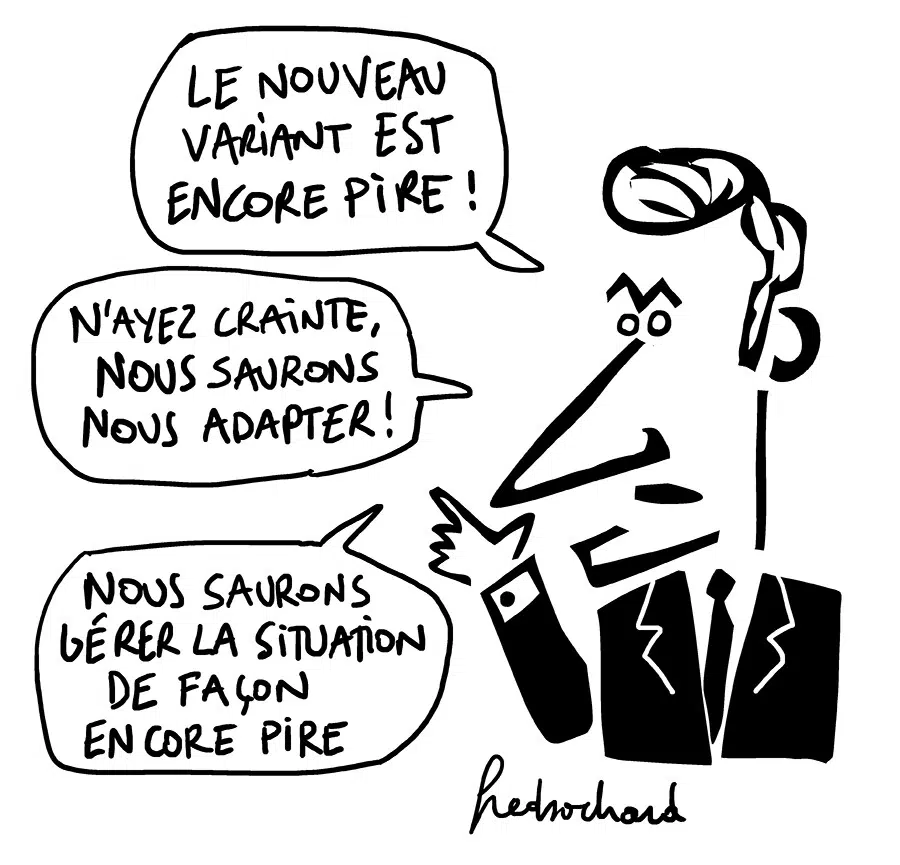 LE NOUVEAU
VARIANT EST
ENCORE PIRE !
N'AYEZ CRAINTE,
NOUS SAURONS
NOUS ADAPTER !
NOUS SAURONS
GÉRER LA SITUATION
DE FAÇON
ENCORE PIRE